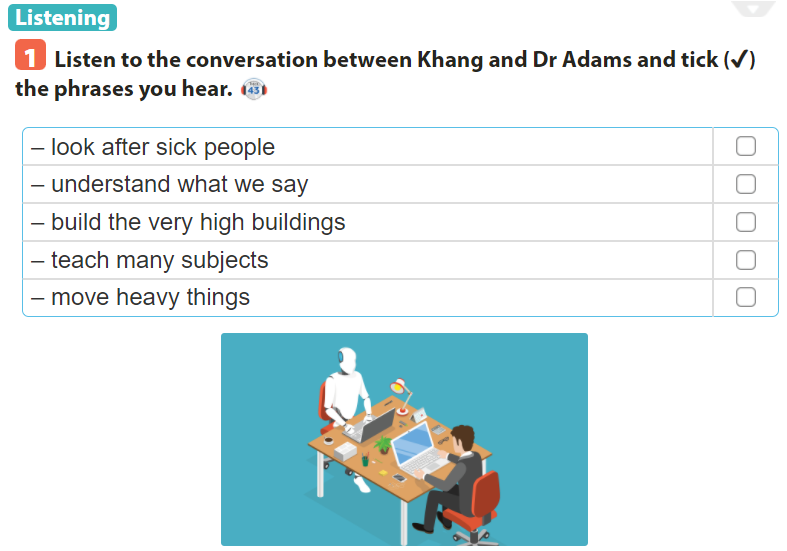 Listening
1 Listen to the conversation between Khang and Dr Adams and tick (✓)
the phrases you hear. 43
– look after sick people
– understand what we say
– build the very high buildings
– teach many subjects
– move heavy things